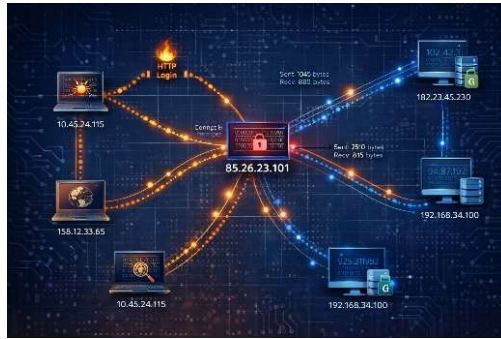 HTTP
Login
10.45.24.115
158.12.33.65
10.45.24.115
Sent: 1045 bytes
Recv: 880 bytes
85.26.23.101
Sent: 2510 bytes
Recv: 815 bytes
182.23.45.230
192.168.34.100
192.168.34.100
G
G